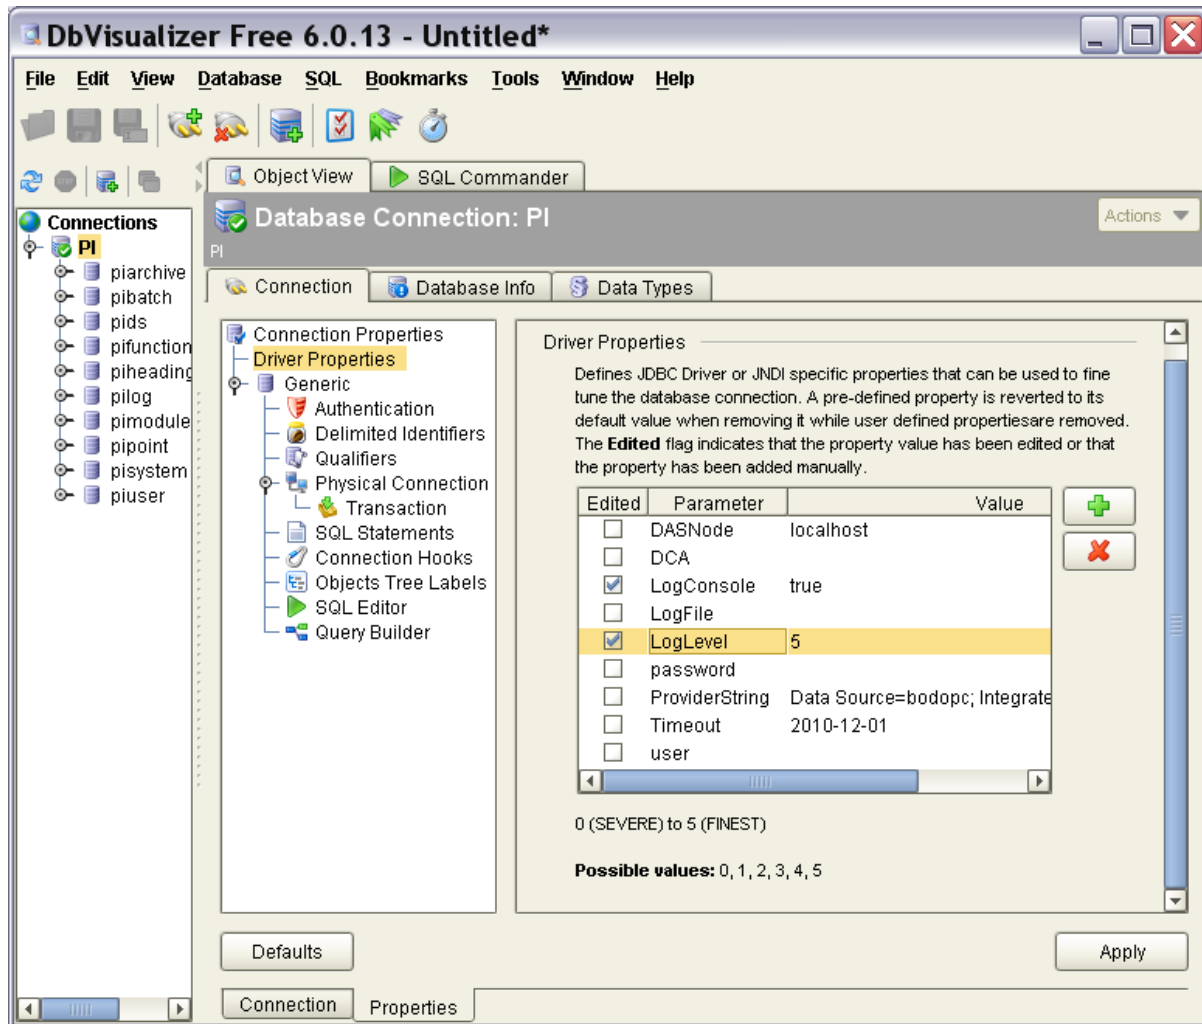 DbVisualizer Free 6.0.13 - Untitled*
File Edit View Database SQL Bookmarks Tools Window Help
Object View SQL Commander
Connections
PI
piarchive
pibatch
pids
pifunction
piheading
pilog
pimodule
pipoint
pisystem
piuser
Database Connection: PI
Actions
PI
Connection Database Info Data Types
Connection Properties
Driver Properties
Generic
Authentication
Delimited Identifiers
Qualifiers
Physical Connection
Transaction
SQL Statements
Connection Hooks
Objects Tree Labels
SQL Editor
Query Builder
Driver Properties
Defines JDBC Driver or JNDI specific properties that can be used to fine
tune the database connection. A pre-defined property is reverted to its
default value when removing it while user defined propertiesare removed.
The Edited flag indicates that the property value has been edited or that
the property has been added manually.
Edited Parameter Value
DASNode localhost
DCA
LogConsole true
LogFile
LogLevel 5
password
ProviderString Data Source=bodopc; Integrate
Timeout 2010-12-01
user
0 (SEVERE) to 5 (FINEST)
Possible values: 0, 1, 2, 3, 4, 5
Defaults Apply
Connection Properties